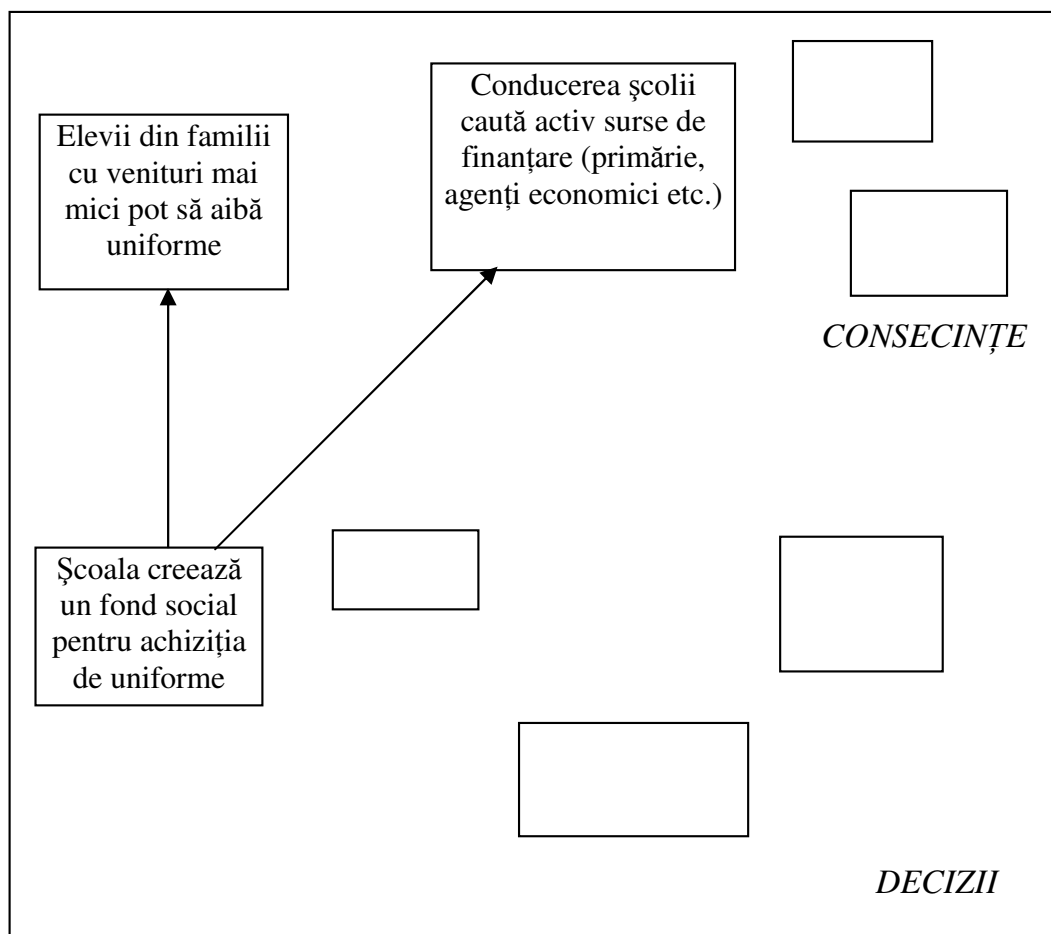 Elevii din familii
cu venituri mai
mici pot să aibă
uniforme
Conducerea şcolii
caută activ surse de
finanțare (primărie,
agenți economici etc.)
CONSECINȚE
Şcoala creează
un fond social
pentru achiziția
de uniforme
DECIZII